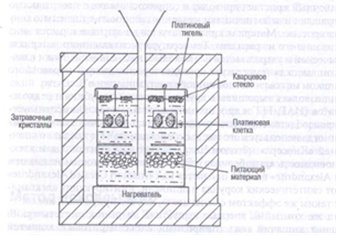 Платиновый
тигель
Кварцевое
стекло
Затравочные
кристаллы
Платиновая
клетка
Питающий
материал
Нагреватель